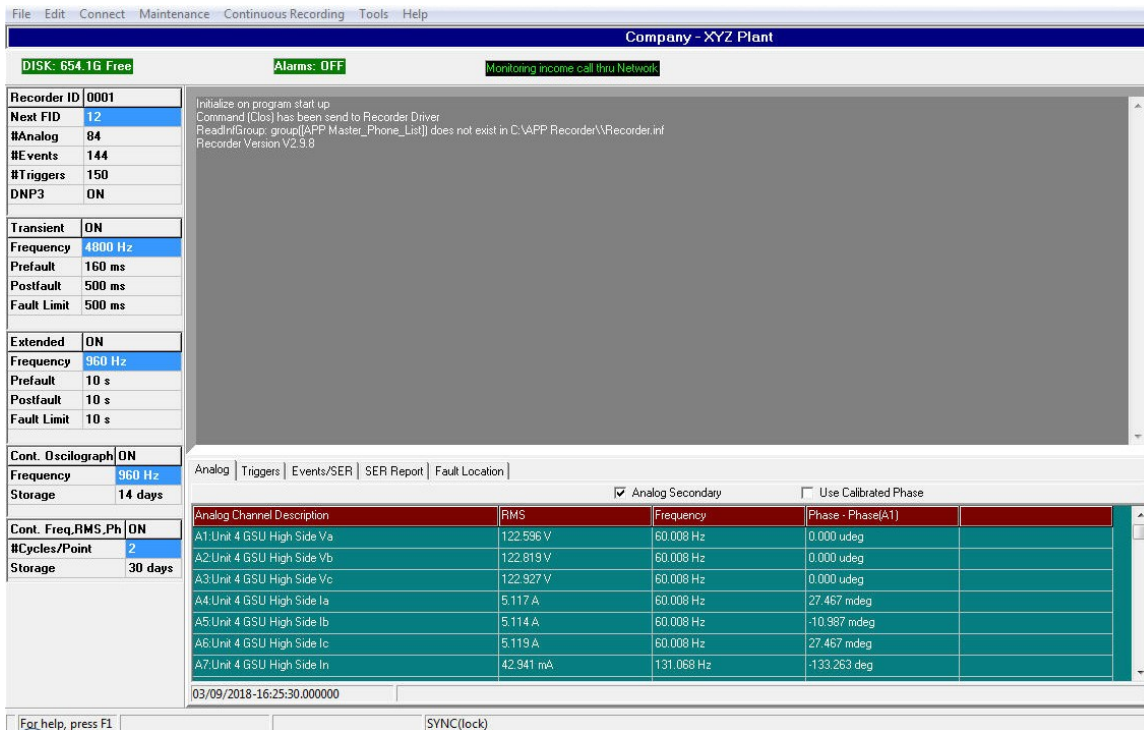 File Edit Connect Maintenance Continuous Recording Tools Help
Company - XYZ Plant
DISK: 654.1G Free Alarms: OFF Monitoring income call thru Network
Recorder ID 0001
Next FID 12
#Analog 84
#Events 144
#Triggers 150
DNP3 ON
Transient ON
Frequency 4800 Hz
Prefault 160 ms
Postfault 500 ms
Fault Limit 500 ms
Extended ON
Frequency 960 Hz
Prefault 10 s
Postfault 10 s
Fault Limit 10 s
Cont. Oscilograph ON
Frequency 960 Hz
Storage 14 days
Cont. Freq,RMS,Ph ON
#Cycles/Point 2
Storage 30 days
Initialize on program start up
Command (Clos) has been send to Recorder Driver
ReadInfGroup: group([APP Master_Phone_List]) does not exist in C:\APP Recorder\\Recorder.inf
Recorder Version V2.9.8
Analog Triggers Events/SER SER Report Fault Location
Analog Secondary Use Calibrated Phase
Analog Channel Description RMS Frequency Phase - Phase(A1)
A1:Unit 4 GSU High Side Va 122.596 V 60.008 Hz 0.000 udeg
A2:Unit 4 GSU High Side Vb 122.819 V 60.008 Hz 0.000 udeg
A3:Unit 4 GSU High Side Vc 122.927 V 60.008 Hz 0.000 udeg
A4:Unit 4 GSU High Side Ia 5.117 A 60.008 Hz 27.467 mdeg
A5:Unit 4 GSU High Side Ib 5.114 A 60.008 Hz -10.987 mdeg
A6:Unit 4 GSU High Side Ic 5.119 A 60.008 Hz 27.467 mdeg
A7:Unit 4 GSU High Side In 42.941 mA 131.068 Hz -133.263 deg
03/09/2018-16:25:30.000000
For help, press F1 SYNC(lock)